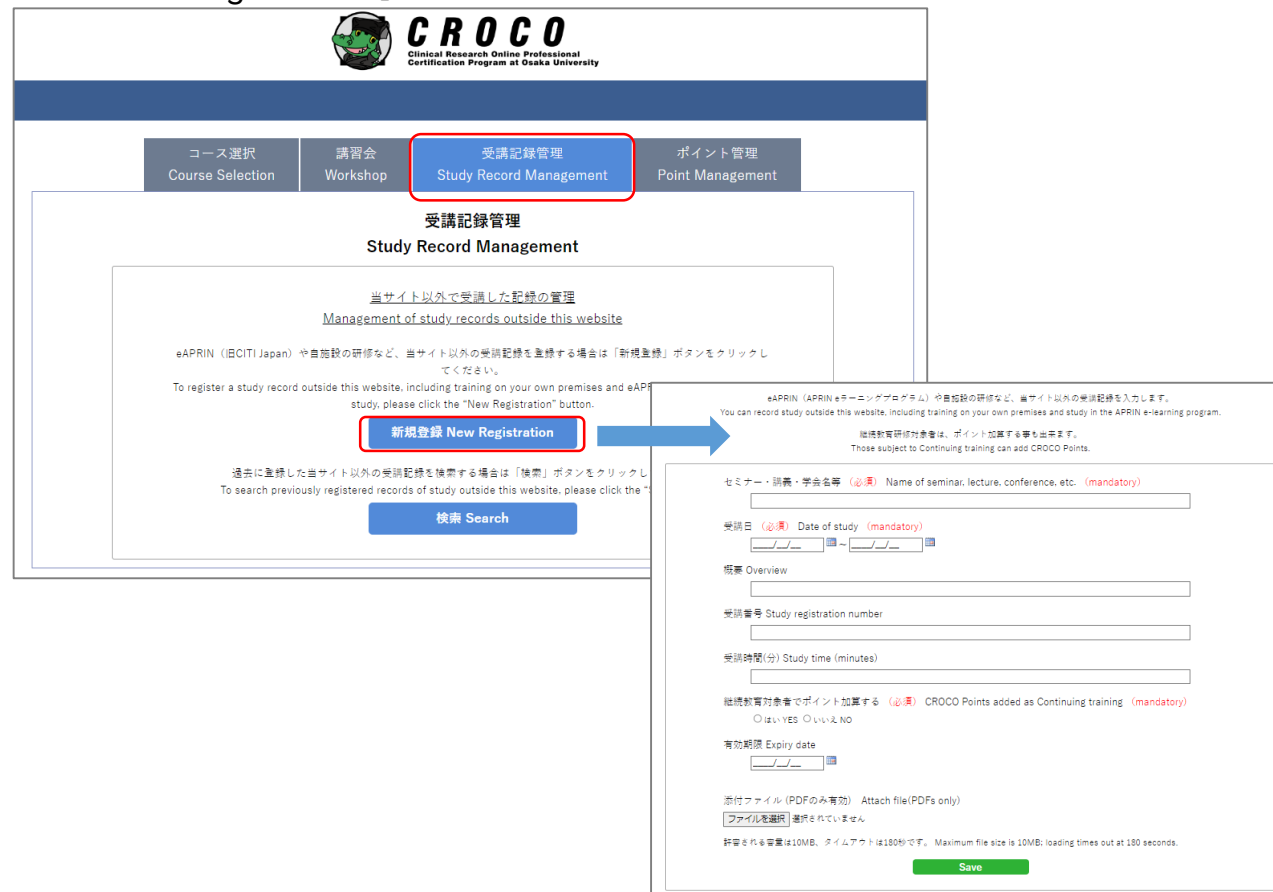 CROCO
Clinical Research Online Professional
Certification Program at Osaka University
コース選択
Course Selection
講習会
Workshop
受講記録管理
Study Record Management
ポイント管理
Point Management
受講記録管理
Study Record Management
当サイト以外で受講した記録の管理
Management of study records outside this website
eAPRIN（旧CITI Japan）や自施設の研修など、当サイト以外の受講記録を登録する場合は「新規登録」ボタンをクリックし
てください。
To register a study record outside this website, including training on your own premises and eAPR
study, please click the “New Registration” button.
新規登録 New Registration
過去に登録した当サイト以外の受講記録を検索する場合は「検索」ボタンをクリックし
To search previously registered records of study outside this website, please click the
検索 Search
eAPRIN（APRIN eラーニングプログラム）や自施設の研修など、当サイト以外の受講記録を入力します。
You can record study outside this website, including training on your own premises and study in the APRIN e-learning program.
継続教育研修対象者は、ポイント加算する事も出来ます。
Those subject to Continuing training can add CROCO Points.
セミナー・講義・学会名等 （必須） Name of seminar, lecture, conference, etc. （mandatory）
受講日 （必須） Date of study （mandatory）
____/__/__ ~ ____/__/__
概要 Overview
受講番号 Study registration number
受講時間(分) Study time (minutes)
継続教育対象者でポイント加算する （必須） CROCO Points added as Continuing training （mandatory）
はい YES いいえ NO
有効期限 Expiry date
____/__/__
添付ファイル (PDFのみ有効) Attach file(PDFs only)
ファイルを選択 選択されていません
許容される容量は10MB、タイムアウトは180秒です。 Maximum file size is 10MB; loading times out at 180 seconds.
Save